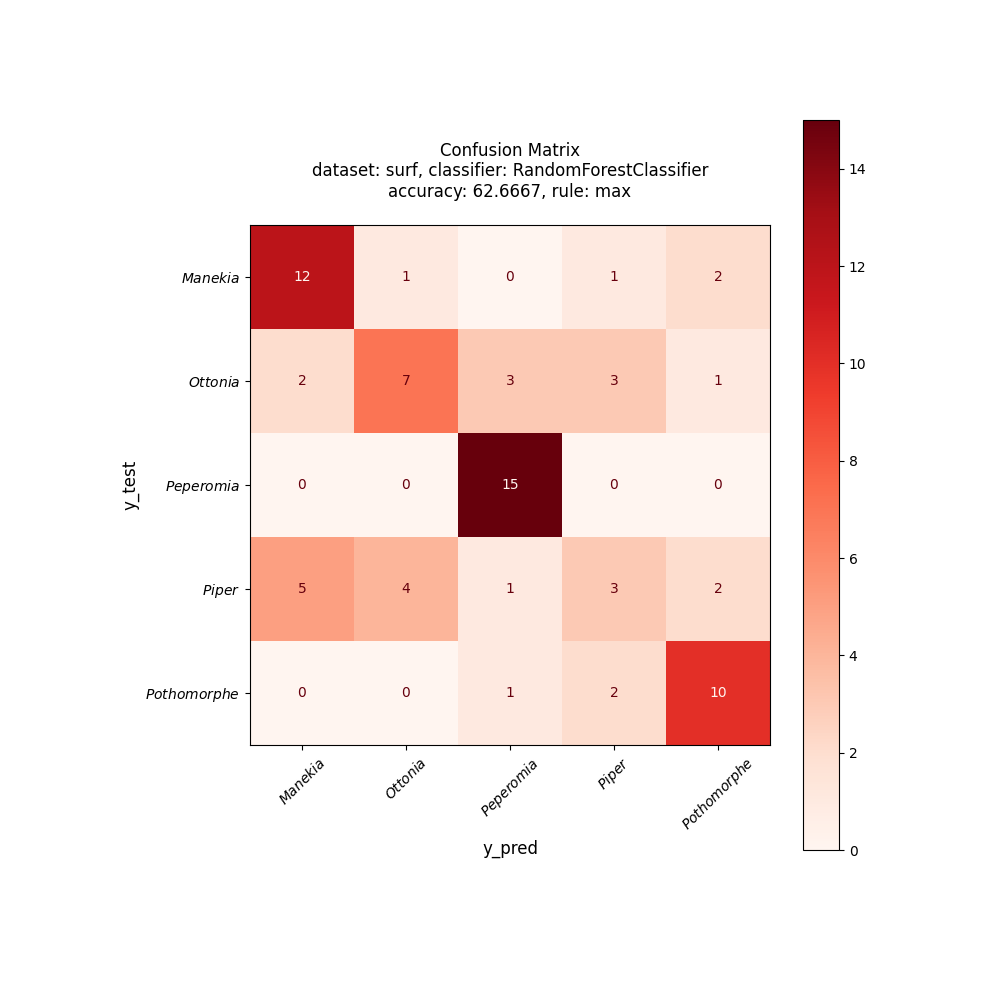 Confusion Matrix
dataset: surf, classifier: RandomForestClassifier
accuracy: 62.6667, rule: max
y_test
Manekia 12 1 0 1 2
Ottonia 2 7 3 3 1
Peperomia 0 0 15 0 0
Piper 5 4 1 3 2
Pothomorphe 0 0 1 2 10
Manekia Ottonia Peperomia Piper Pothomorphe
y_pred
14
12
10
8
6
4
2
0